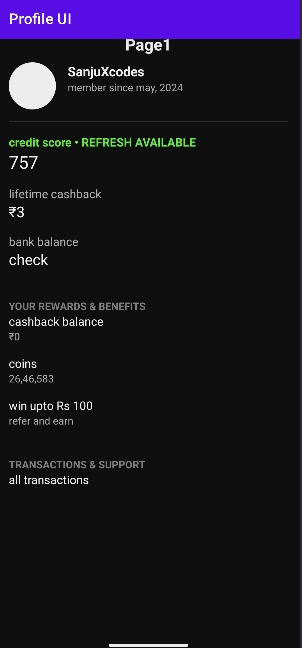 Profile UI
Page1
SanjuXcodes
member since may, 2024
credit score • REFRESH AVAILABLE
757
lifetime cashback
₹3
bank balance
check
YOUR REWARDS & BENEFITS
cashback balance
₹0
coins
26,46,583
win upto Rs 100
refer and earn
TRANSACTIONS & SUPPORT
all transactions